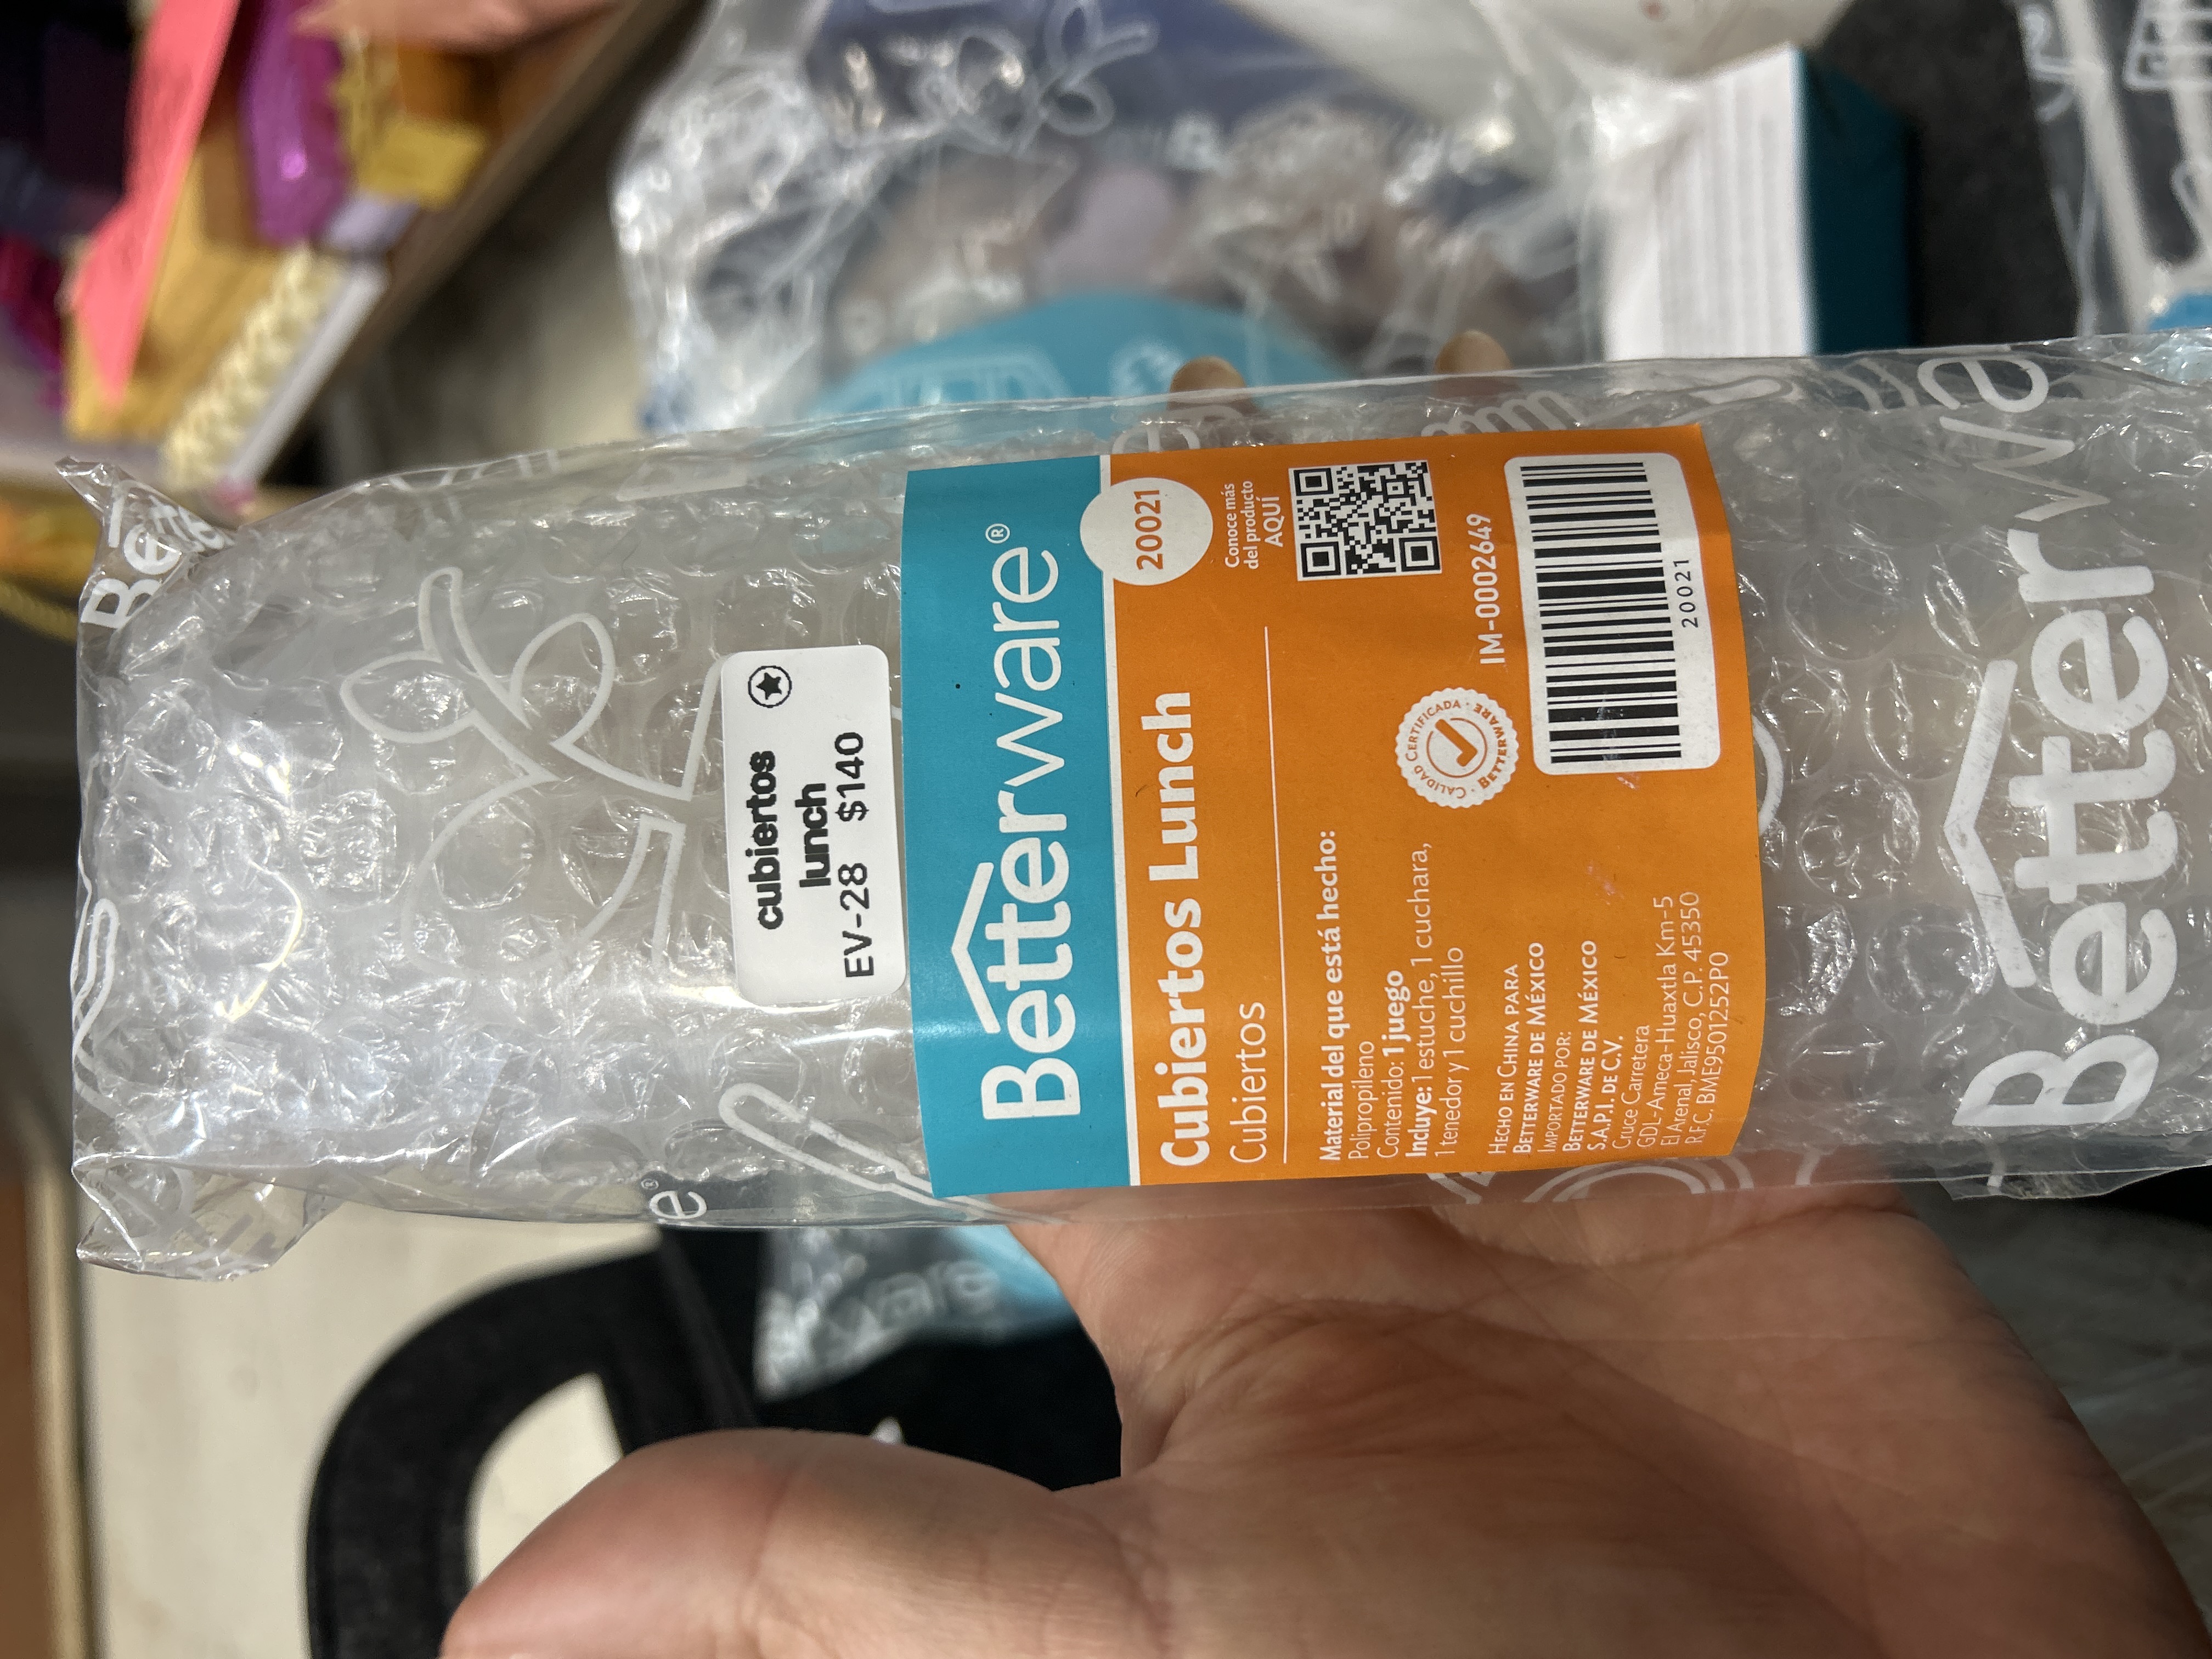 cubiertos
lunch
EV-28 $140
Betterware®
20021
Cubiertos Lunch
Cubiertos
Conoce más
del producto
AQUÍ
Material del que está hecho:
Polipropileno
Contenido: 1 juego
Incluye: 1 estuche, 1 cuchara,
1 tenedor y 1 cuchillo
CALIDAD CERTIFICADA · BETTERWARE ·
IM-0002649
20021
HECHO EN CHINA PARA
BETTERWARE DE MÉXICO
IMPORTADO POR:
BETTERWARE DE MÉXICO
S.A.P.I. DE C.V.
Cruce Carretera
GDL-Ameca-Huaxtla Km-5
El Arenal, Jalisco, C.P. 45350
R.F.C. BME9501252P0
Betterwa